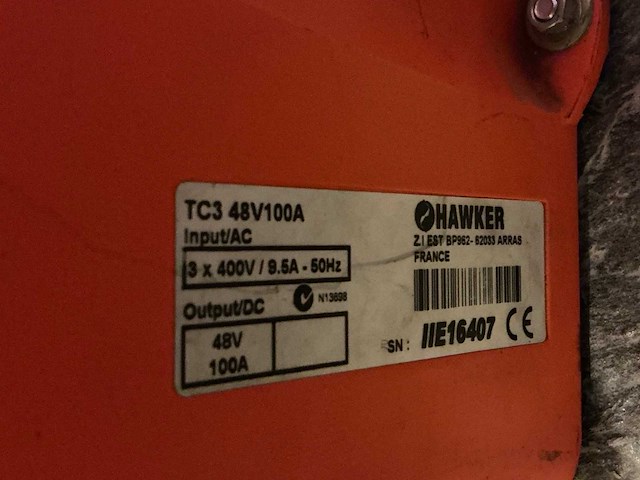 TC3 48V100A
Input/AC
3 x 400V / 9.5A - 50Hz
Output/DC
N13698
48V
100A
HAWKER
Z.I EST BP962- 62033 ARRAS
FRANCE
SN : IIE16407 CE